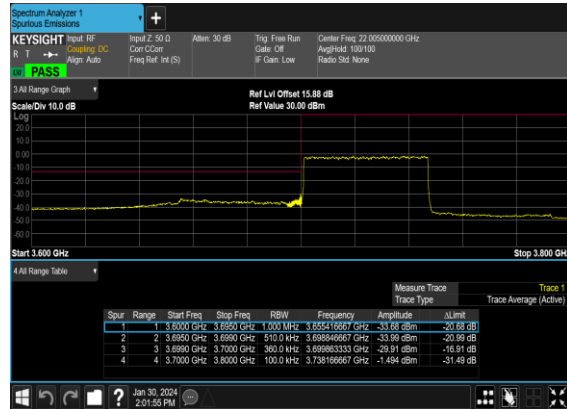 Spectrum Analyzer 1
Spurious Emissions
+
KEYSIGHT Input: RF Input Z: 50 Ω Atten: 30 dB Trig: Free Run Center Freq: 22.005000000 GHz
R T Coupling: DC Corr CCorr Gate: Off Avg|Hold: 100/100
Align: Auto Freq Ref: Int (S) IF Gain: Low Radio Std: None
PASS
3 All Range Graph
Ref Lvl Offset 15.88 dB
Scale/Div 10.0 dB Ref Value 30.00 dBm
Log
20.0
10.0
0.00
-10.0
-20.0
-30.0
-40.0
-50.0
-60.0
Start 3.600 GHz Stop 3.800 GH
4 All Range Table
Measure Trace Trace 1
Trace Type Trace Average (Active)
Spur Range Start Freq Stop Freq RBW Frequency Amplitude ΔLimit
1 1 3.6000 GHz 3.6950 GHz 1.000 MHz 3.655416667 GHz -33.68 dBm -20.68 dB
2 2 3.6950 GHz 3.6990 GHz 510.0 kHz 3.698846667 GHz -33.99 dBm -20.99 dB
3 3 3.6990 GHz 3.7000 GHz 360.0 kHz 3.699863333 GHz -29.91 dBm -16.91 dB
4 4 3.7000 GHz 3.8000 GHz 100.0 kHz 3.738166667 GHz -1.494 dBm -31.49 dB
? Jan 30, 2024
2:01:55 PM